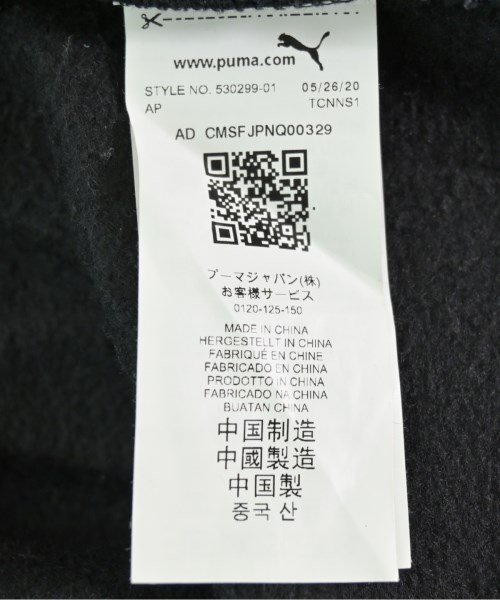 www.puma.com
STYLE NO. 530299-01 05/26/20
AP TCNNS1
AD CMSFJPNQ00329
プーマジャパン(株)
お客様サービス
0120-125-150
MADE IN CHINA
HERGESTELLT IN CHINA
FABRIQUÉ EN CHINE
FABRICADO EN CHINA
PRODOTTO IN CHINA
FABRICADO NA CHINA
BUATAN CHINA
中国制造
中國製造
中国製
중국 산